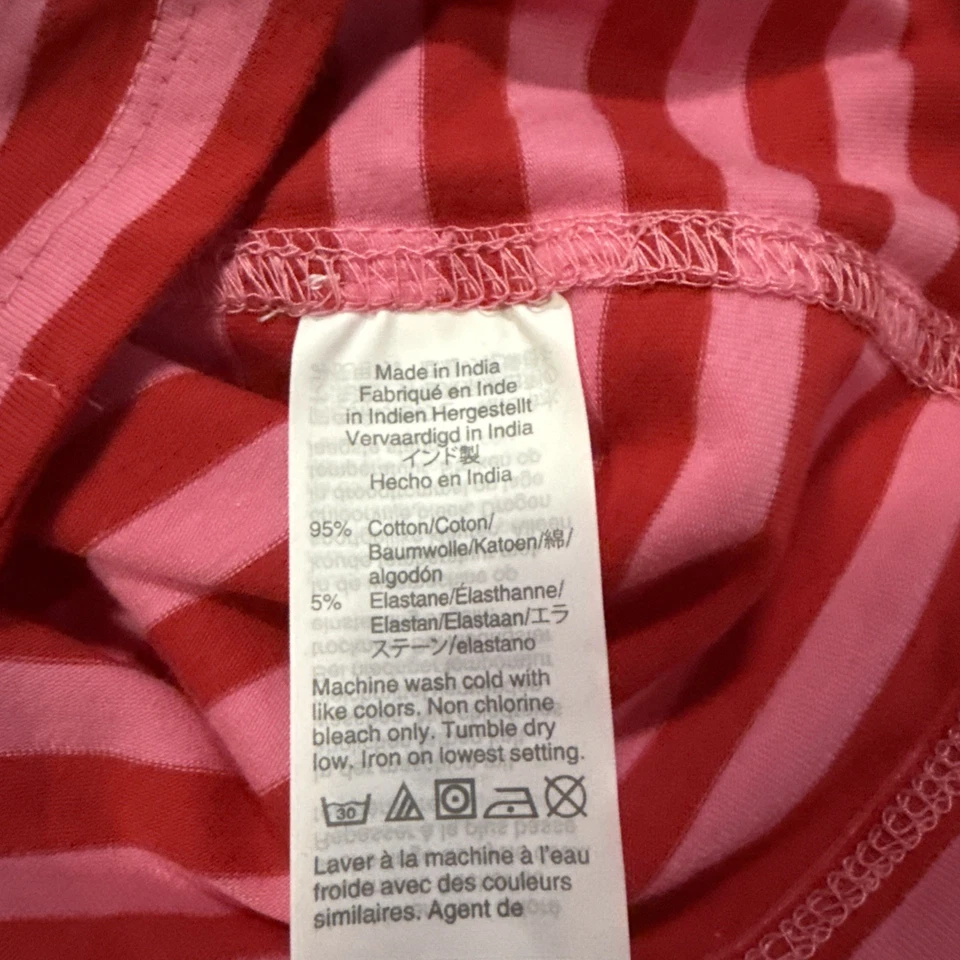 Made in India
Fabriqué en Inde
in Indien Hergestellt
Vervaardigd in India
インド製
Hecho en India
95% Cotton/Coton/
Baumwolle/Katoen/綿/
algodón
5% Elastane/Élasthanne/
Elastan/Elastaan/エラ
ステーン/elastano
Machine wash cold with
like colors. Non chlorine
bleach only. Tumble dry
low. Iron on lowest setting.
30
Laver à la machine à l'eau
froide avec des couleurs
similaires. Agent de